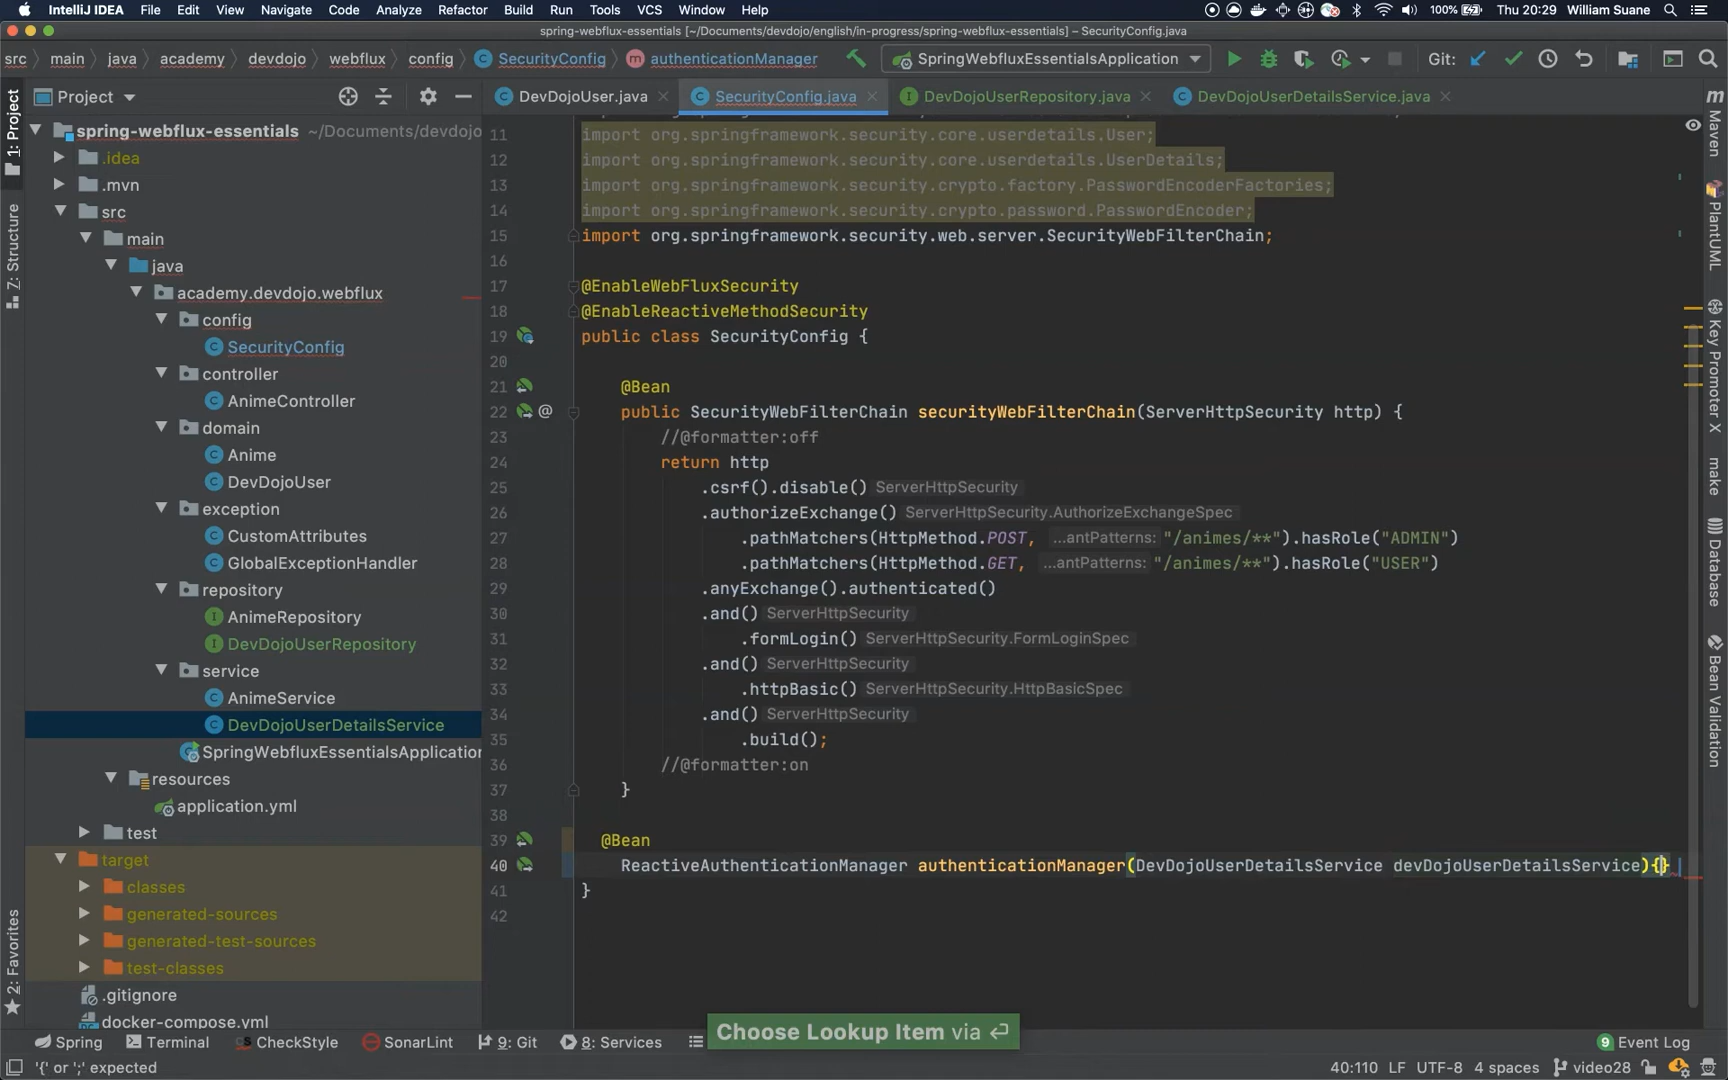 IntelliJ IDEA File Edit View Navigate Code Analyze Refactor Build Run Tools VCS Window Help 100% Thu 20:29 William Suane
spring-webflux-essentials [~/Documents/devdojo/english/in-progress/spring-webflux-essentials] – SecurityConfig.java
src main java academy devdojo webflux config SecurityConfig m authenticationManager SpringWebfluxEssentialsApplication Git:
1: Project
7: Structure
2: Favorites
Project
spring-webflux-essentials ~/Documents/devdojo
.idea
.mvn
src
main
java
academy.devdojo.webflux
config
SecurityConfig
controller
AnimeController
domain
Anime
DevDojoUser
exception
CustomAttributes
GlobalExceptionHandler
repository
AnimeRepository
DevDojoUserRepository
service
AnimeService
DevDojoUserDetailsService
SpringWebfluxEssentialsApplication
resources
application.yml
test
target
classes
generated-sources
generated-test-sources
test-classes
.gitignore
docker-compose.yml
DevDojoUser.java SecurityConfig.java DevDojoUserRepository.java DevDojoUserDetailsService.java
11 import org.springframework.security.core.userdetails.User;
12 import org.springframework.security.core.userdetails.UserDetails;
13 import org.springframework.security.crypto.factory.PasswordEncoderFactories;
14 import org.springframework.security.crypto.password.PasswordEncoder;
15 import org.springframework.security.web.server.SecurityWebFilterChain;
16
17 @EnableWebFluxSecurity
18 @EnableReactiveMethodSecurity
19 public class SecurityConfig {
20
21 @Bean
22 @ public SecurityWebFilterChain securityWebFilterChain(ServerHttpSecurity http) {
23 //@formatter:off
24 return http
25 .csrf().disable() ServerHttpSecurity
26 .authorizeExchange() ServerHttpSecurity.AuthorizeExchangeSpec
27 .pathMatchers(HttpMethod.POST, ...antPatterns: "/animes/**").hasRole("ADMIN")
28 .pathMatchers(HttpMethod.GET, ...antPatterns: "/animes/**").hasRole("USER")
29 .anyExchange().authenticated()
30 .and() ServerHttpSecurity
31 .formLogin() ServerHttpSecurity.FormLoginSpec
32 .and() ServerHttpSecurity
33 .httpBasic() ServerHttpSecurity.HttpBasicSpec
34 .and() ServerHttpSecurity
35 .build();
36 //@formatter:on
37 }
38
39 @Bean
40 ReactiveAuthenticationManager authenticationManager(DevDojoUserDetailsService devDojoUserDetailsService){}
41 }
42
Choose Lookup Item via ⏎
m Maven
PlantUML
Key Promoter X
make
Database
Bean Validation
Spring Terminal CheckStyle SonarLint 9: Git 8: Services 9 Event Log
'{' or ';' expected 40:110 LF UTF-8 4 spaces video28